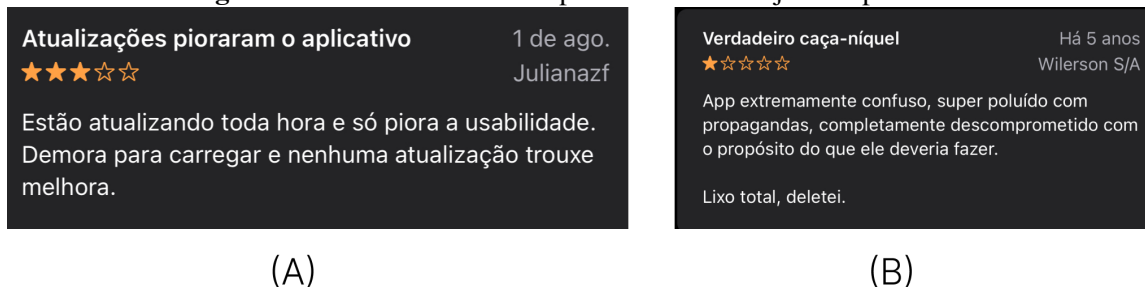 Atualizações pioraram o aplicativo
1 de ago.
Julianazf
Estão atualizando toda hora e só piora a usabilidade.
Demora para carregar e nenhuma atualização trouxe
melhora.
(A)
Verdadeiro caça-níquel
Há 5 anos
Wilerson S/A
App extremamente confuso, super poluído com
propagandas, completamente descomprometido com
o propósito do que ele deveria fazer.
Lixo total, deletei.
(B)